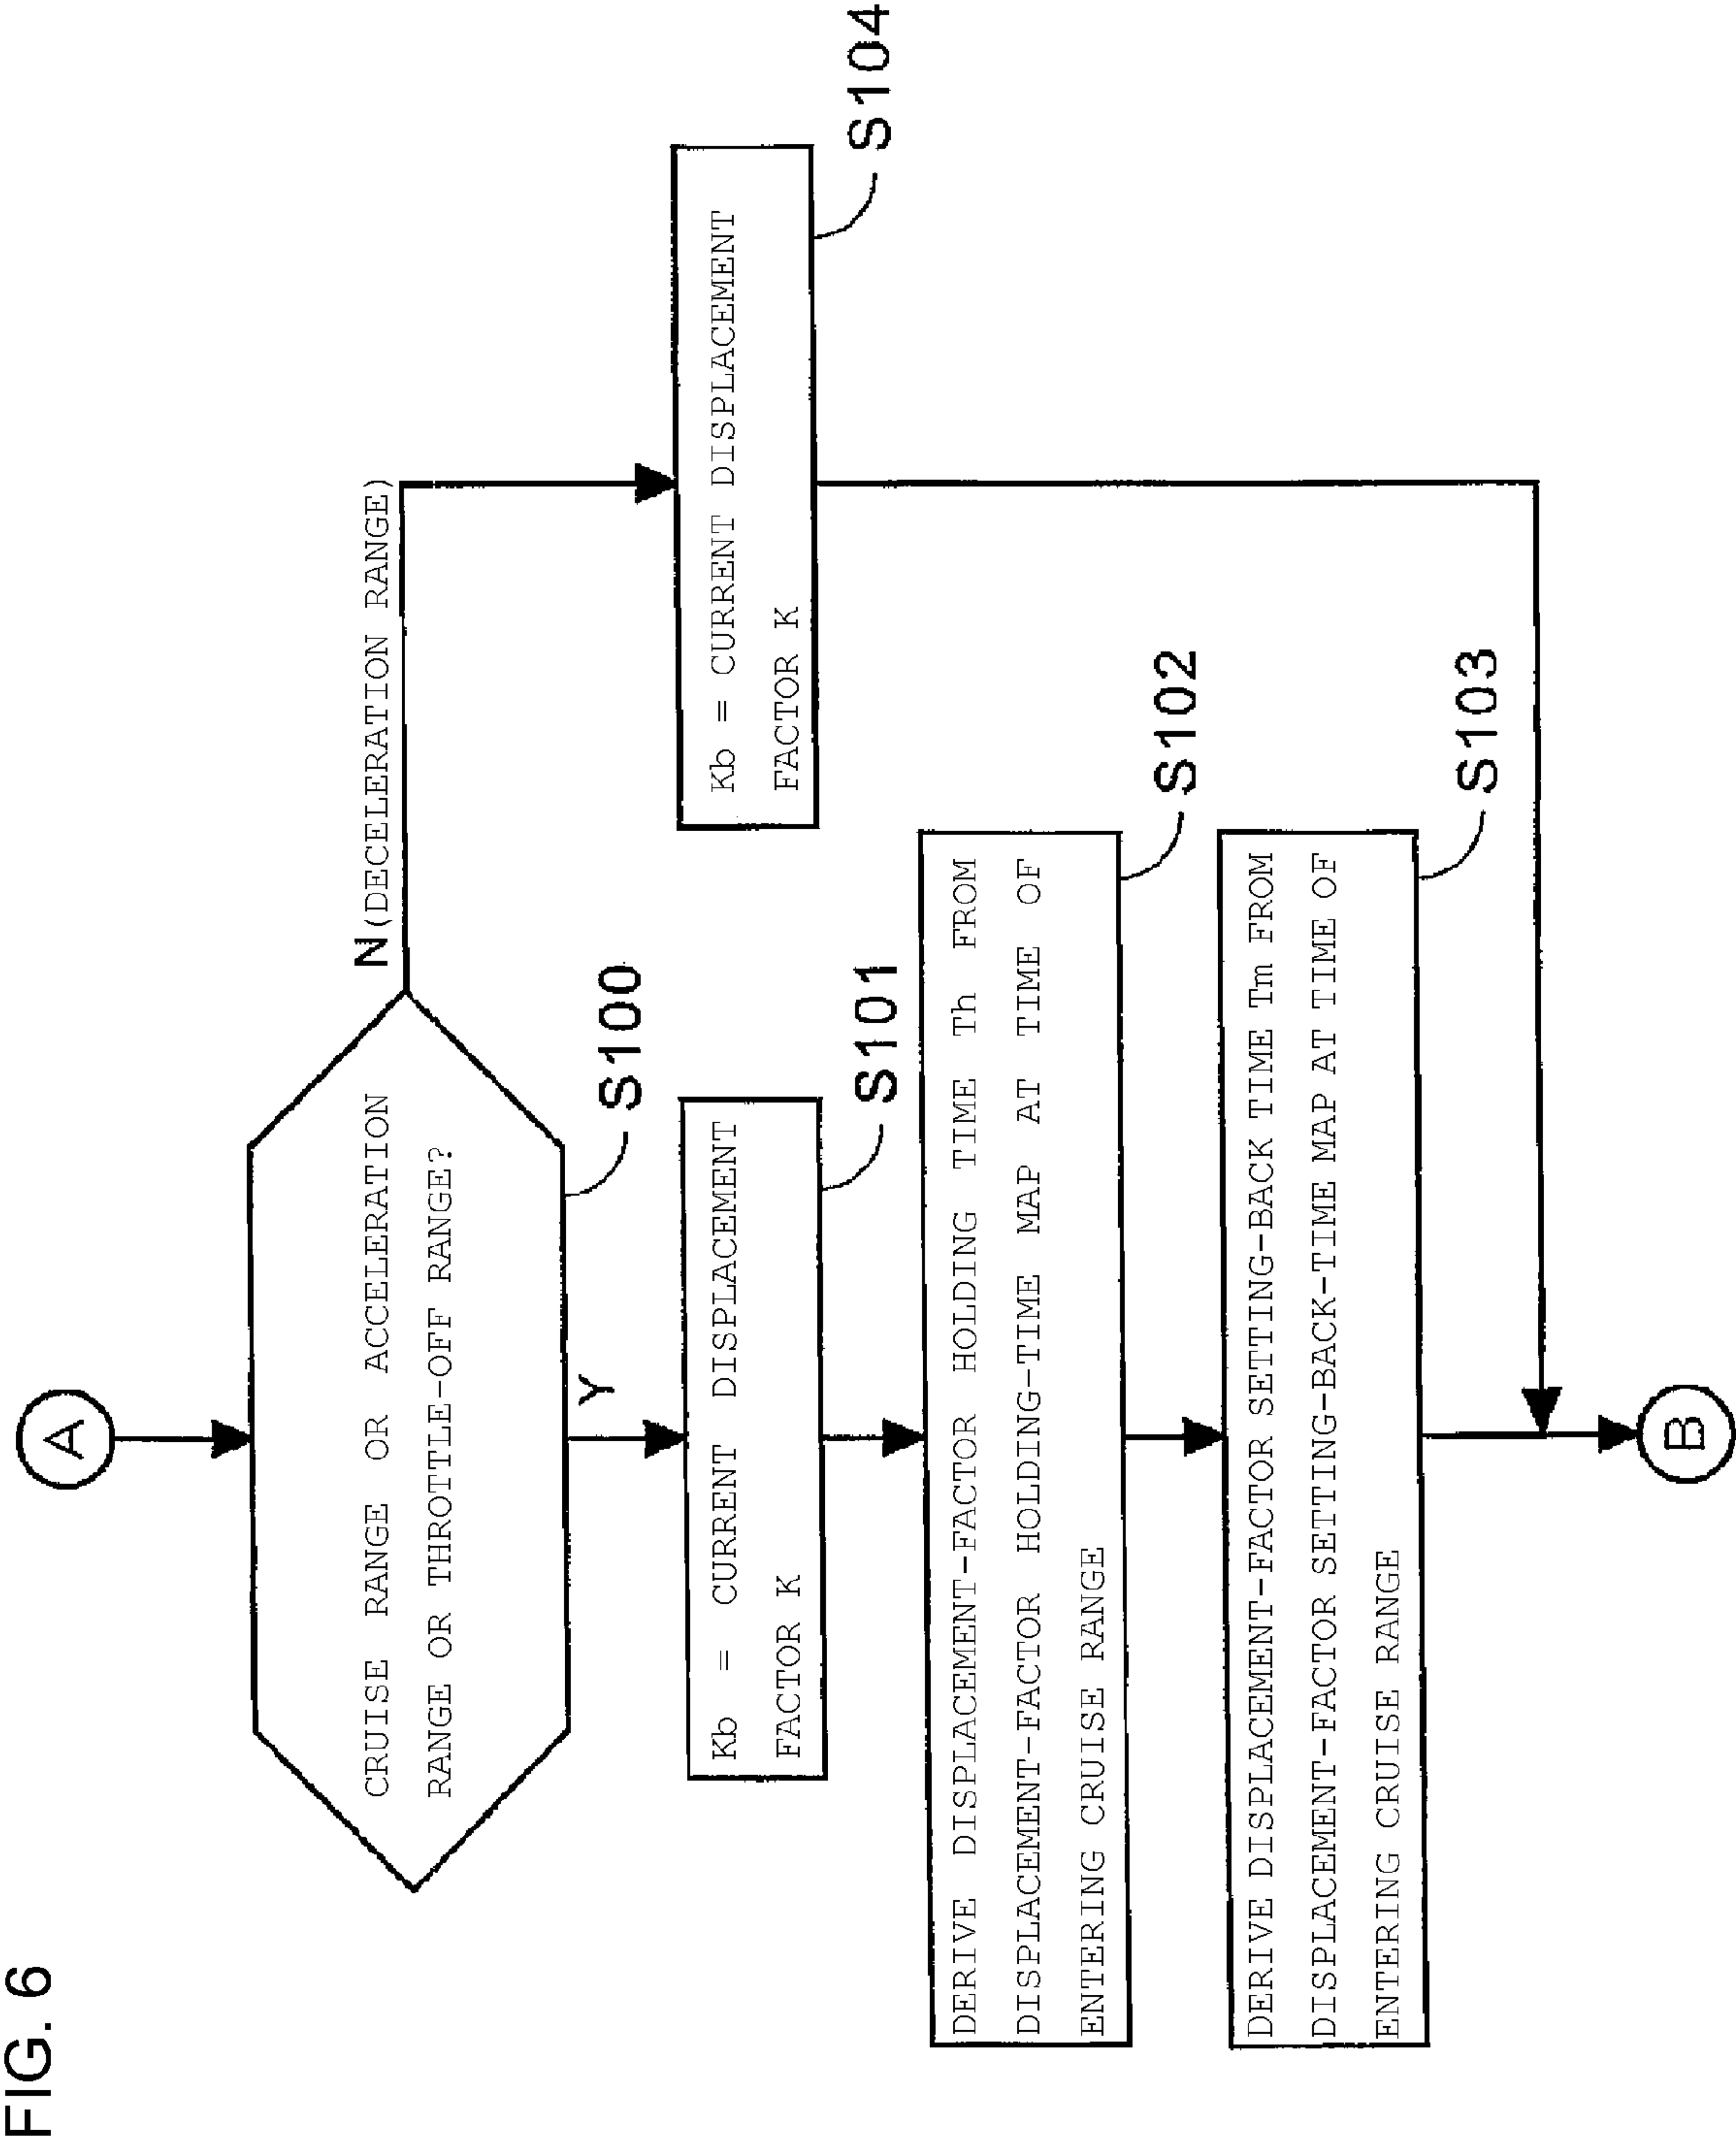 FIG. 6
A
CRUISE RANGE OR ACCELERATION
RANGE OR THROTTLE-OFF RANGE?
N(DECELERATION RANGE)
S100
Y
Kb = CURRENT DISPLACEMENT
FACTOR K
S101
Kb = CURRENT DISPLACEMENT
FACTOR K
S104
DERIVE DISPLACEMENT-FACTOR HOLDING TIME Th FROM
DISPLACEMENT-FACTOR HOLDING-TIME MAP AT TIME OF
ENTERING CRUISE RANGE
S102
DERIVE DISPLACEMENT-FACTOR SETTING-BACK TIME Tm FROM
DISPLACEMENT-FACTOR SETTING-BACK-TIME MAP AT TIME OF
ENTERING CRUISE RANGE
S103
B